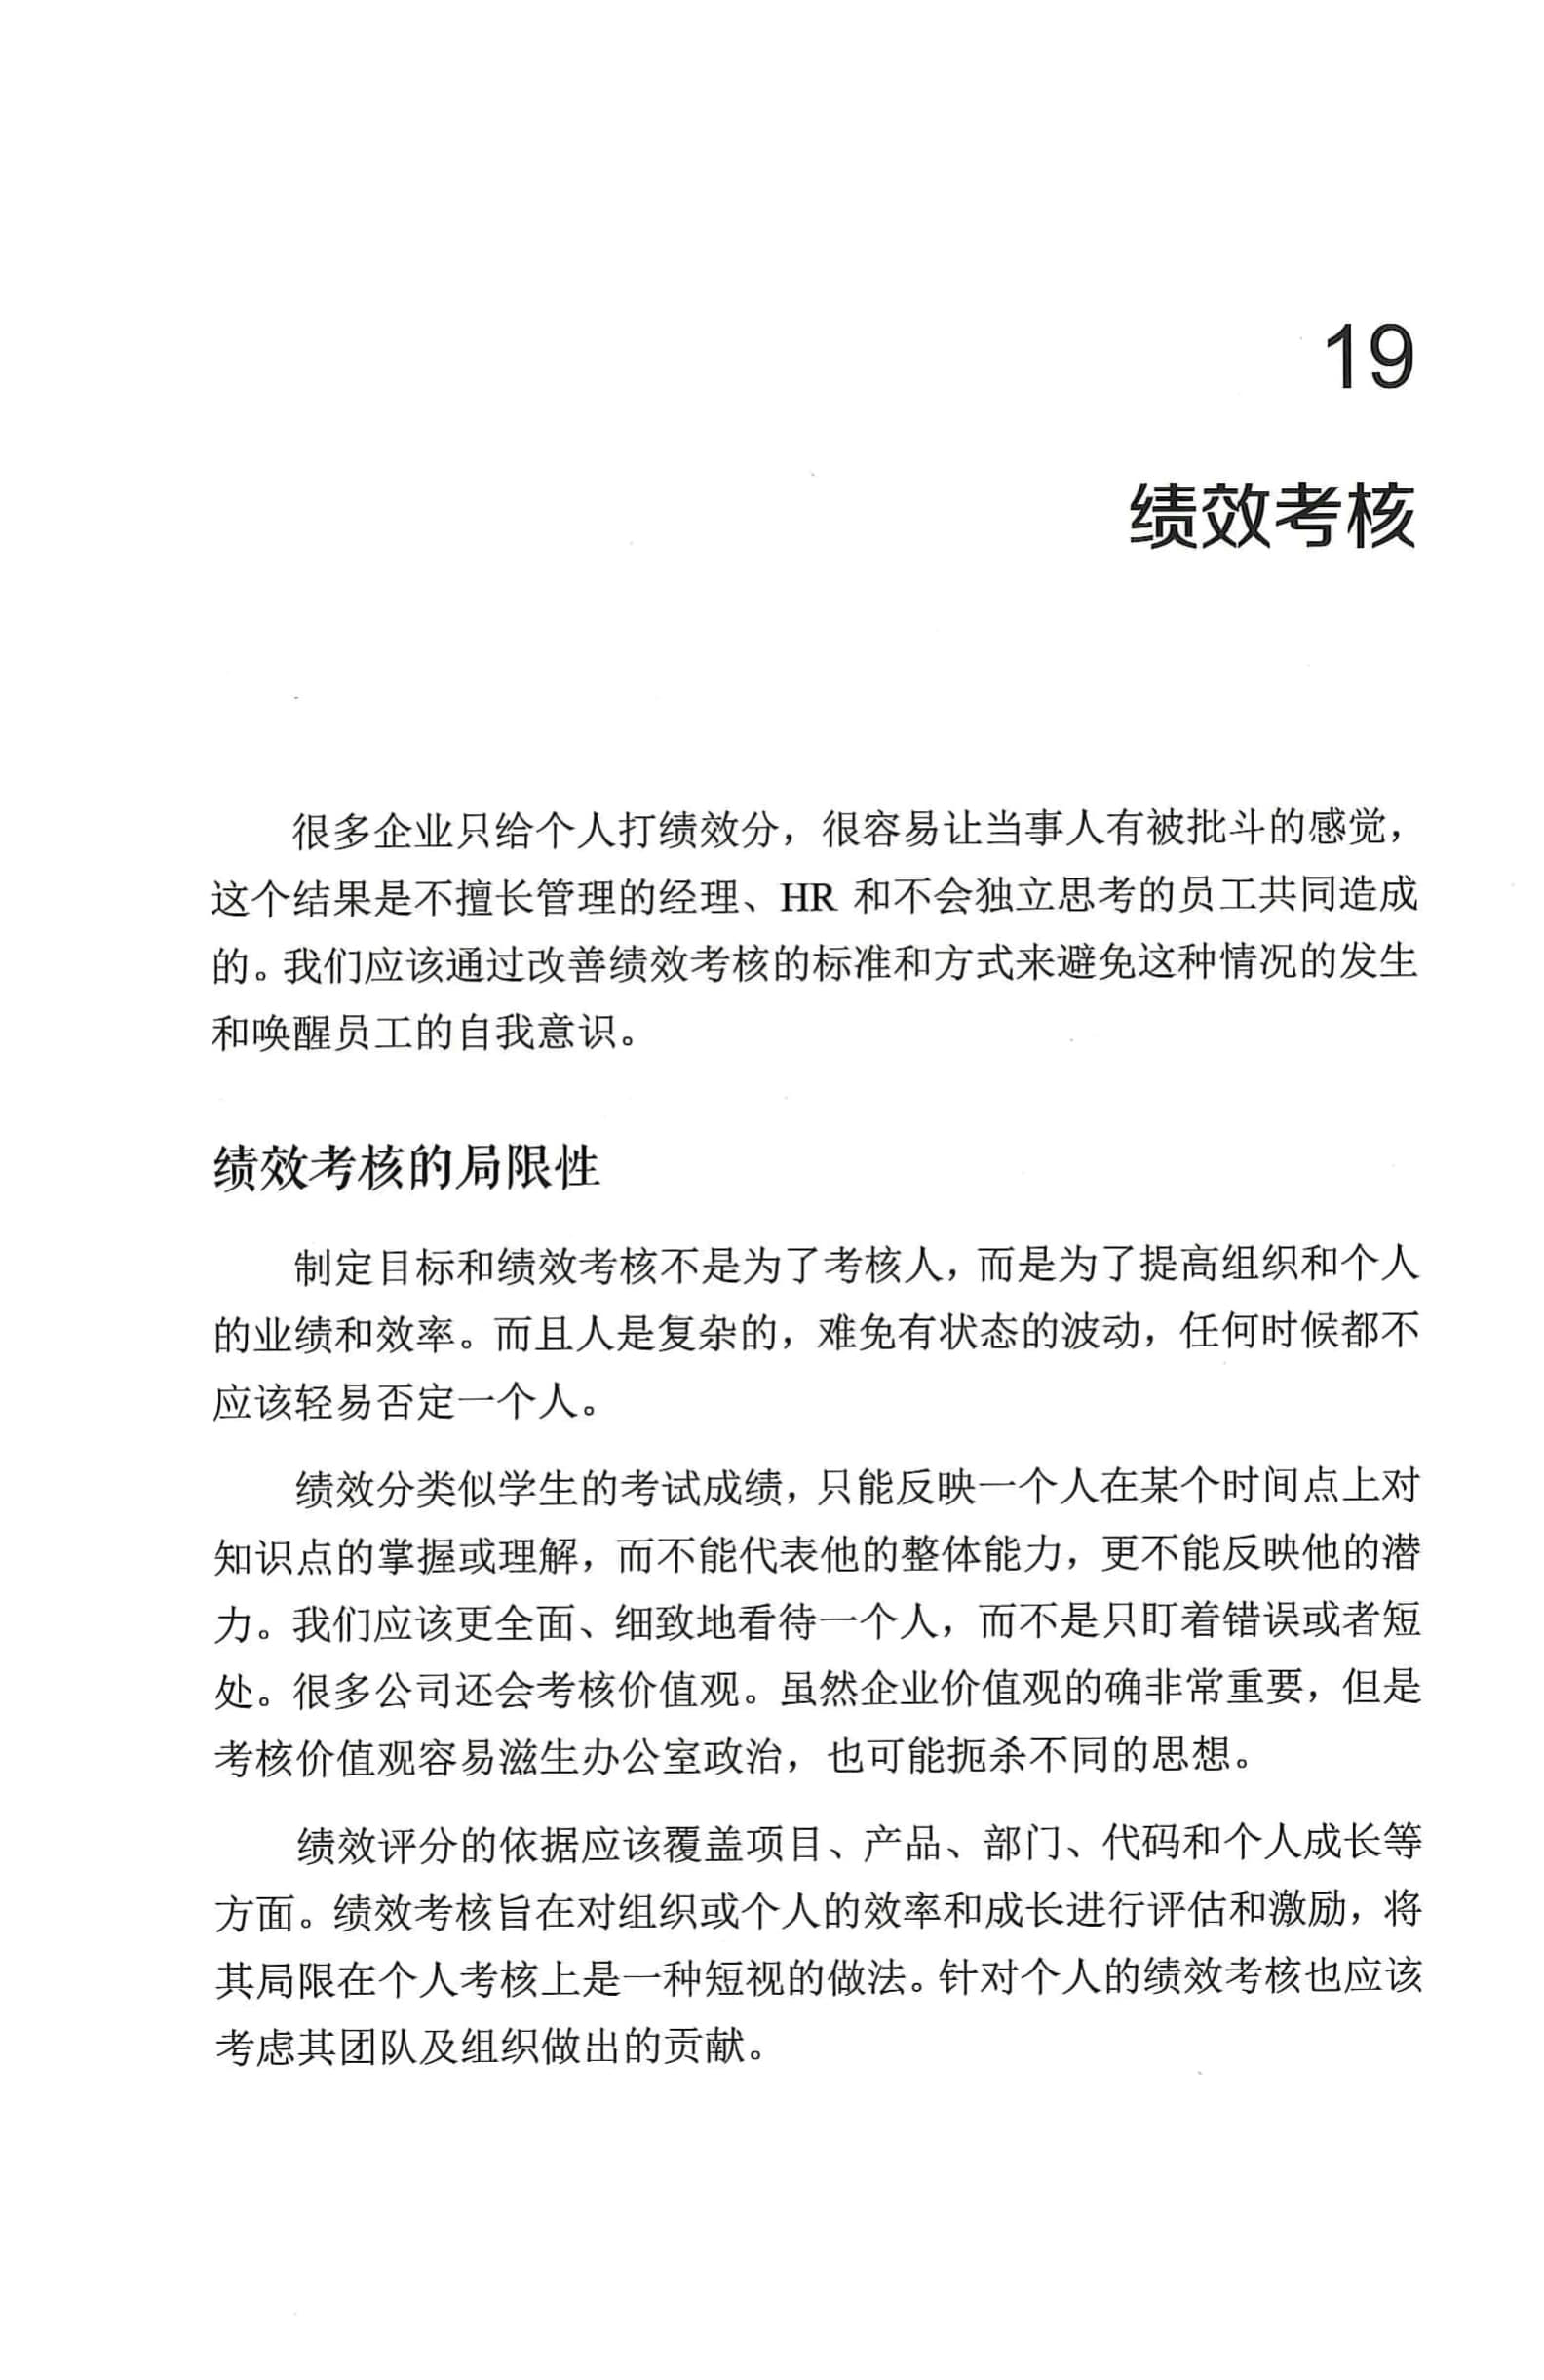 19
绩效考核
很多企业只给个人打绩效分，很容易让当事人有被批斗的感觉，
这个结果是不擅长管理的经理、HR 和不会独立思考的员工共同造成
的。我们应该通过改善绩效考核的标准和方式来避免这种情况的发生
和唤醒员工的自我意识。
绩效考核的局限性
制定目标和绩效考核不是为了考核人，而是为了提高组织和个人
的业绩和效率。而且人是复杂的，难免有状态的波动，任何时候都不
应该轻易否定一个人。
绩效分类似学生的考试成绩，只能反映一个人在某个时间点上对
知识点的掌握或理解，而不能代表他的整体能力，更不能反映他的潜
力。我们应该更全面、细致地看待一个人，而不是只盯着错误或者短
处。很多公司还会考核价值观。虽然企业价值观的确非常重要，但是
考核价值观容易滋生办公室政治，也可能扼杀不同的思想。
绩效评分的依据应该覆盖项目、产品、部门、代码和个人成长等
方面。绩效考核旨在对组织或个人的效率和成长进行评估和激励，将
其局限在个人考核上是一种短视的做法。针对个人的绩效考核也应该
考虑其团队及组织做出的贡献。